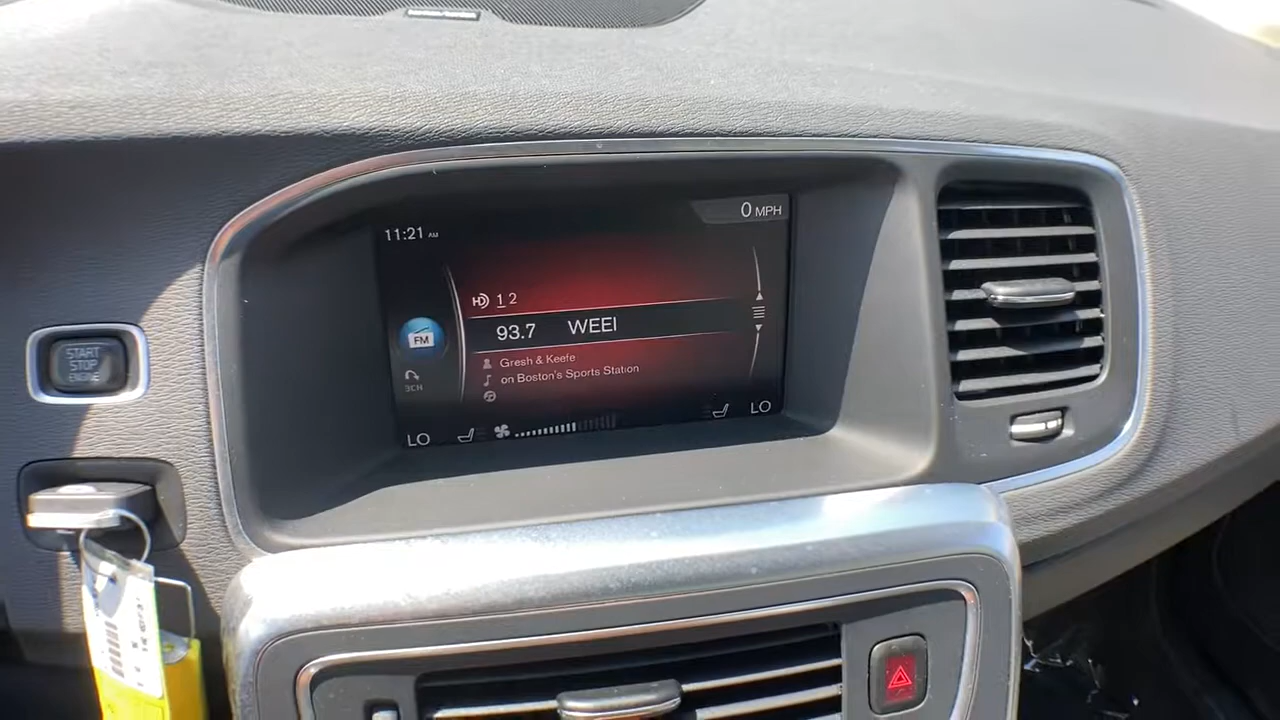 11:21 AM
0 MPH
HD 1 2
93.7 WEEI
FM
Gresh & Keefe
on Boston's Sports Station
3CH
LO
LO
START
STOP
ENGINE